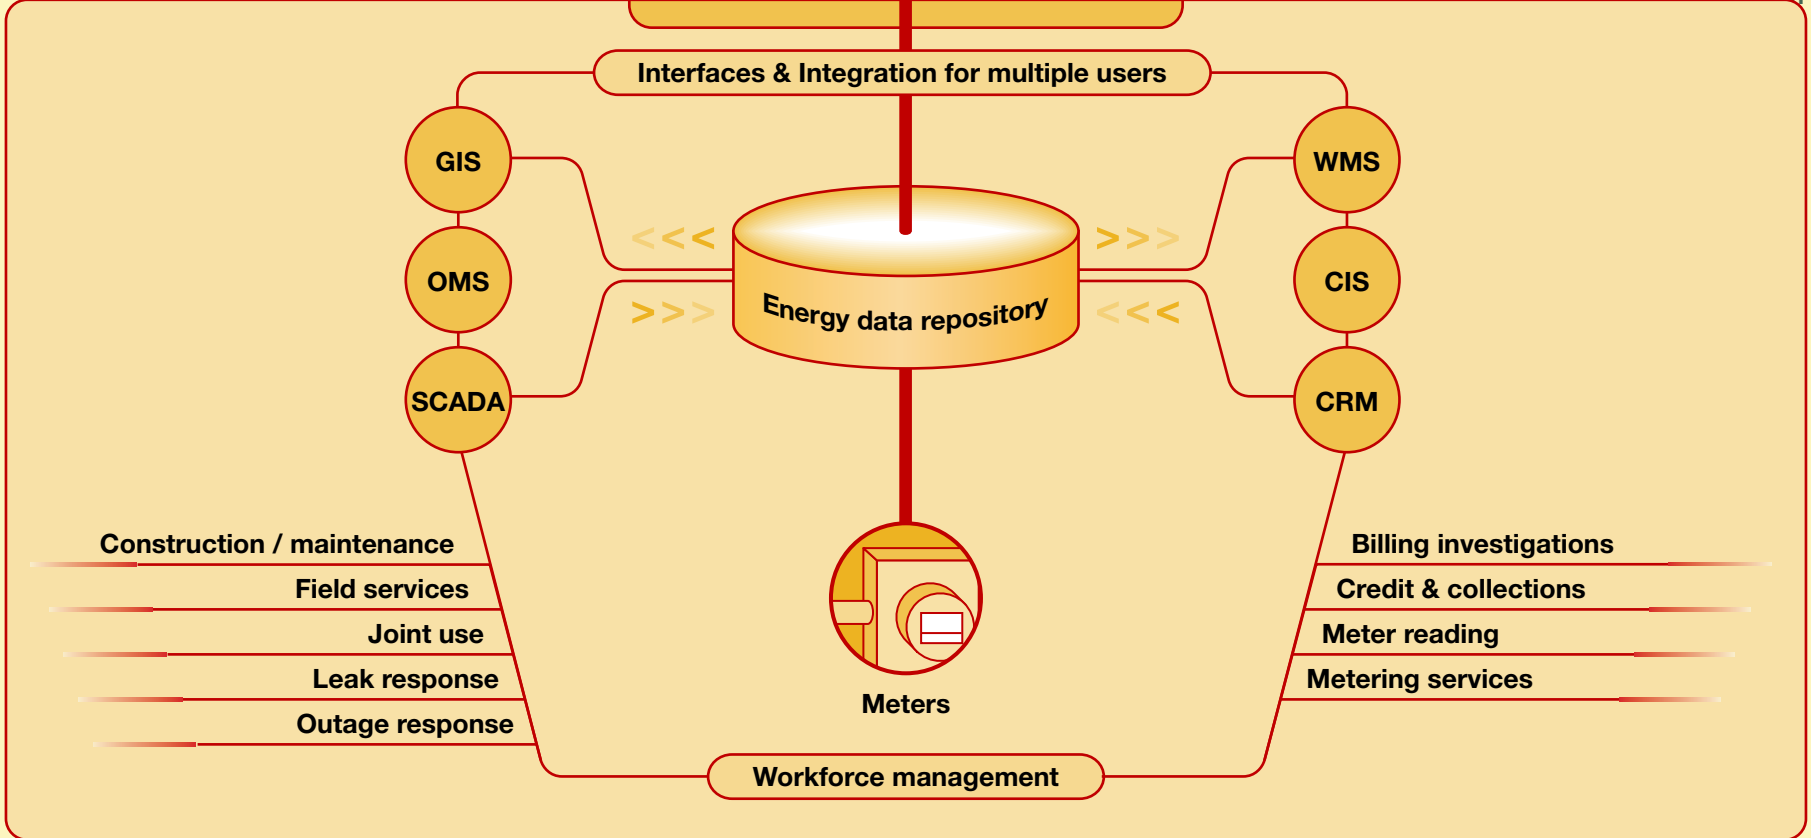 Interfaces & Integration for multiple users
GIS
WMS
<<<
>>>
OMS
CIS
>>>
<<<
Energy data repository
SCADA
CRM
Construction / maintenance
Field services
Joint use
Leak response
Outage response
Billing investigations
Credit & collections
Meter reading
Metering services
Meters
Workforce management